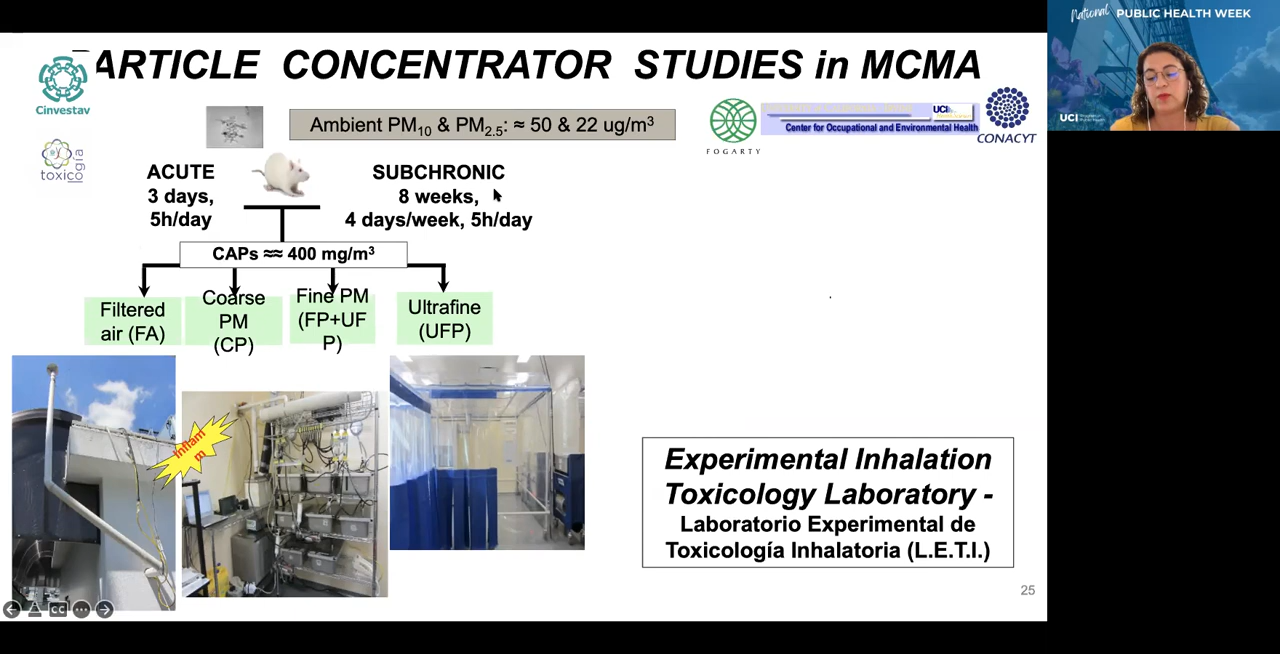 National PUBLIC HEALTH WEEK
ARTICLE CONCENTRATOR STUDIES in MCMA
Cinvestav
toxicología
Ambient PM10 & PM2.5: ≈ 50 & 22 ug/m³
FOGARTY
UCI
Center for Occupational and Environmental Health
CONACYT
UCI
ACUTE
3 days,
5h/day
SUBCHRONIC
8 weeks,
4 days/week, 5h/day
CAPs ≈≈ 400 mg/m³
Filtered
air (FA)
Coarse
PM
(CP)
Fine PM
(FP+UF
P)
Ultrafine
(UFP)
Inflam
m
Experimental Inhalation
Toxicology Laboratory -
Laboratorio Experimental de
Toxicología Inhalatoria (L.E.T.I.)
25
CC